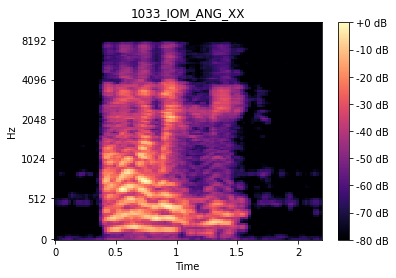 1033_IOM_ANG_XX
+0 dB
8192
-10 dB
4096
-20 dB
-30 dB
2048
-40 dB
Hz
1024
-50 dB
512
-60 dB
-70 dB
0
-80 dB
0 0.5 1 1.5 2
Time